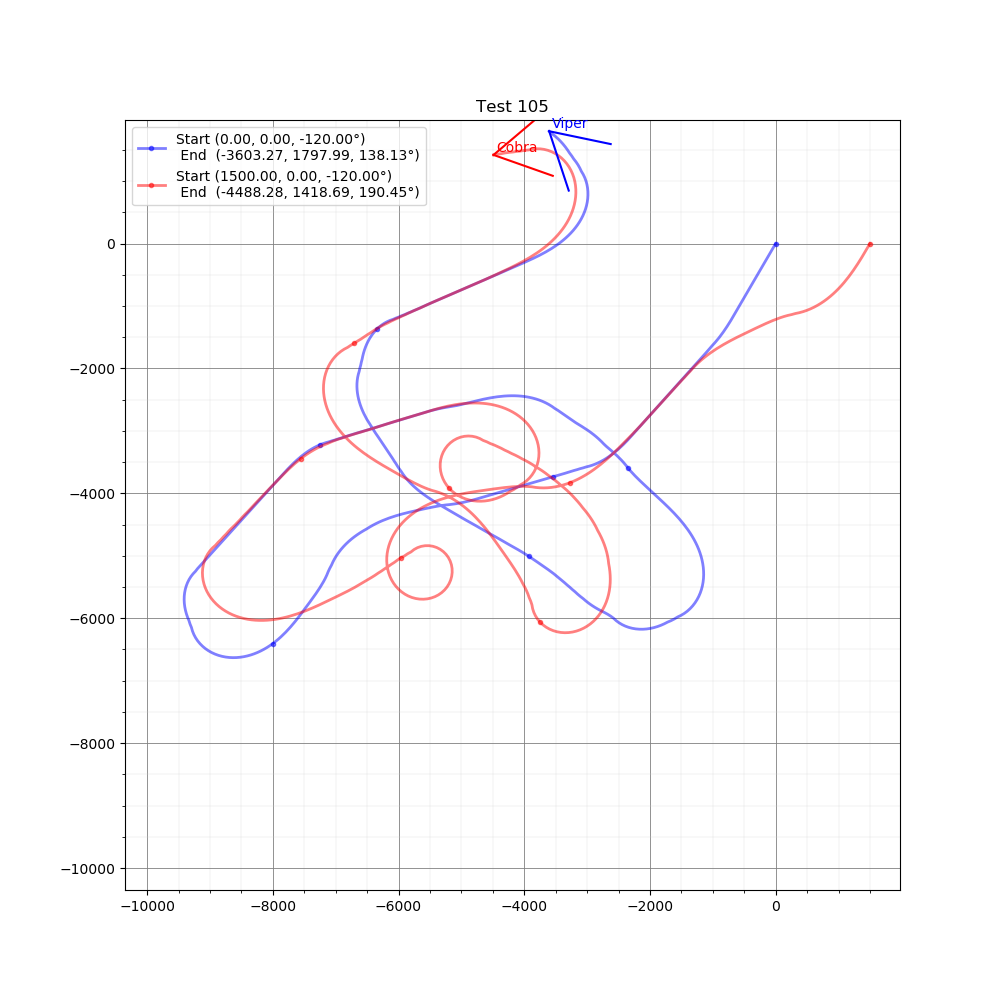 Test 105
Start (0.00, 0.00, -120.00°)
End  (-3603.27, 1797.99, 138.13°)
Start (1500.00, 0.00, -120.00°)
End  (-4488.28, 1418.69, 190.45°)
Viper
Cobra
0
−2000
−4000
−6000
−8000
−10000
−10000
−8000
−6000
−4000
−2000
0